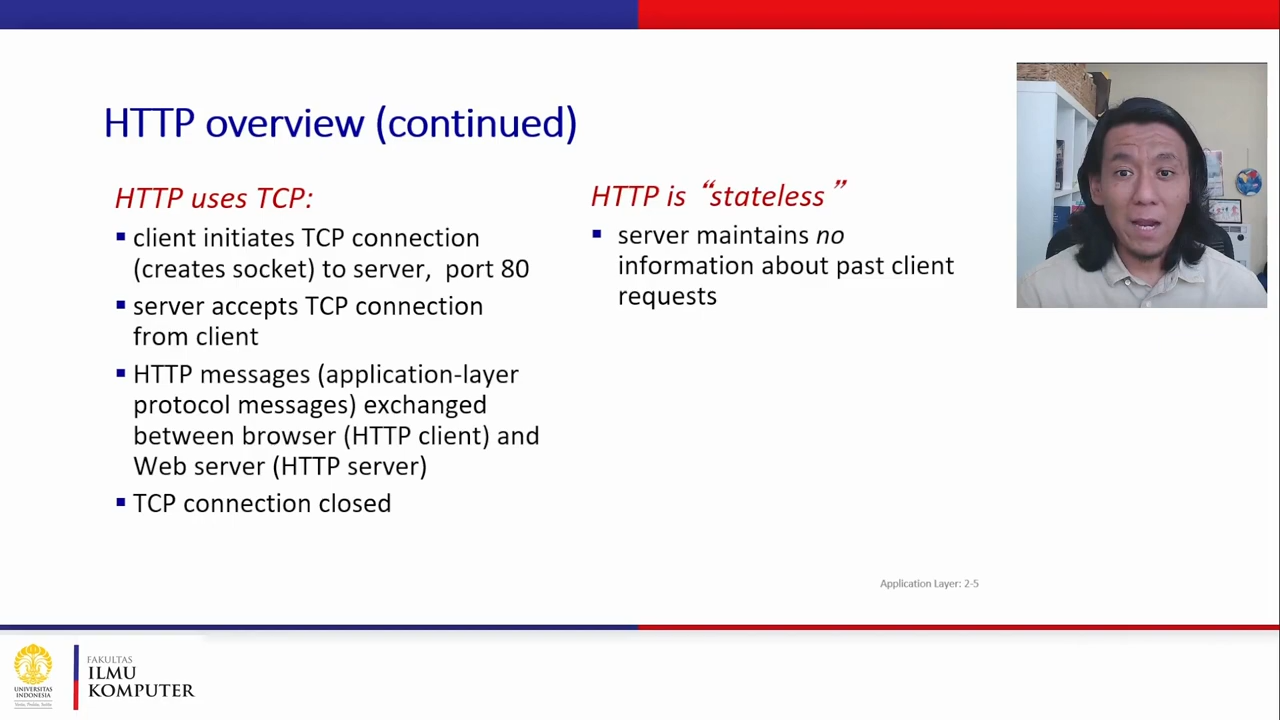 HTTP overview (continued)
HTTP uses TCP:
client initiates TCP connection
(creates socket) to server, port 80
server accepts TCP connection
from client
HTTP messages (application-layer
protocol messages) exchanged
between browser (HTTP client) and
Web server (HTTP server)
TCP connection closed
HTTP is “stateless”
server maintains no
information about past client
requests
Application Layer: 2-5
UNIVERSITAS
INDONESIA
FAKULTAS
ILMU
KOMPUTER